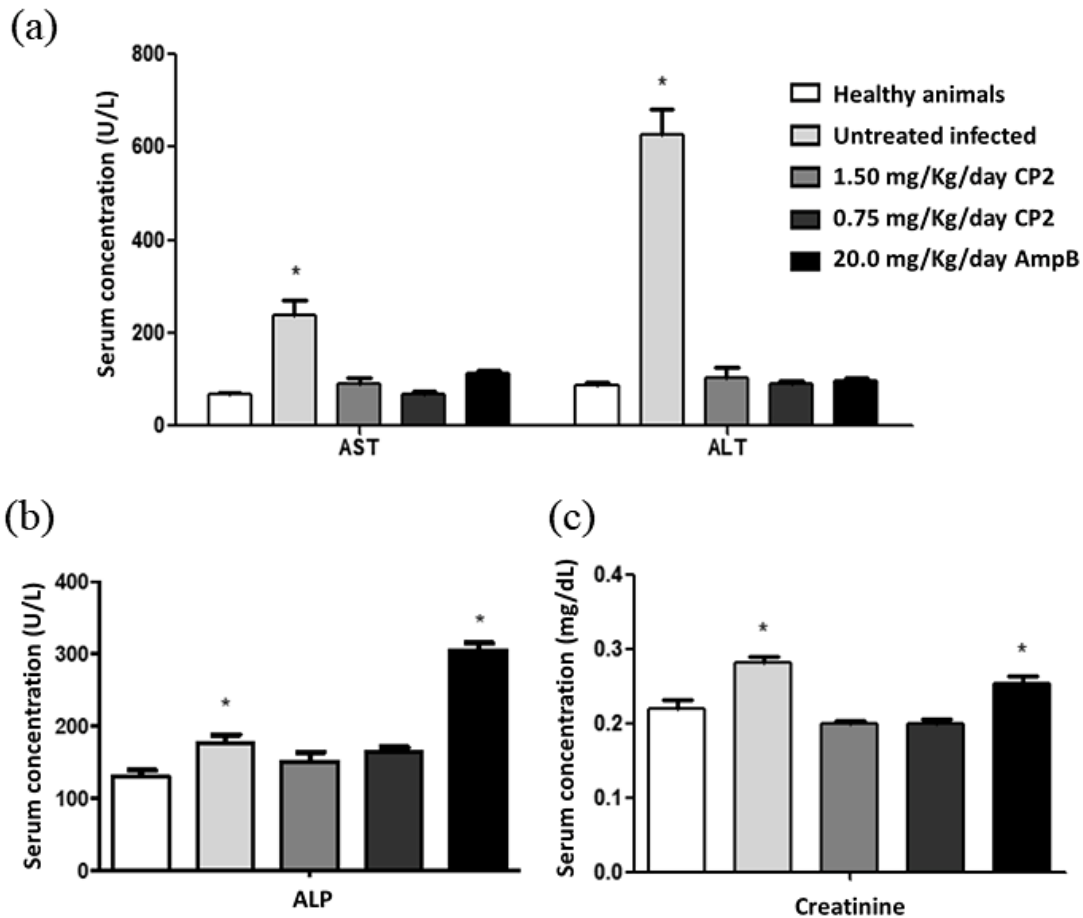 (a)
Serum concentration (U/L)
800
600
400
200
0
*
*
AST
ALT
Healthy animals
Untreated infected
1.50 mg/Kg/day CP2
0.75 mg/Kg/day CP2
20.0 mg/Kg/day AmpB
(b)
Serum concentration (U/L)
400
300
200
100
0
*
*
ALP
(c)
Serum concentration (mg/dL)
0.4
0.3
0.2
0.1
0.0
*
*
Creatinine